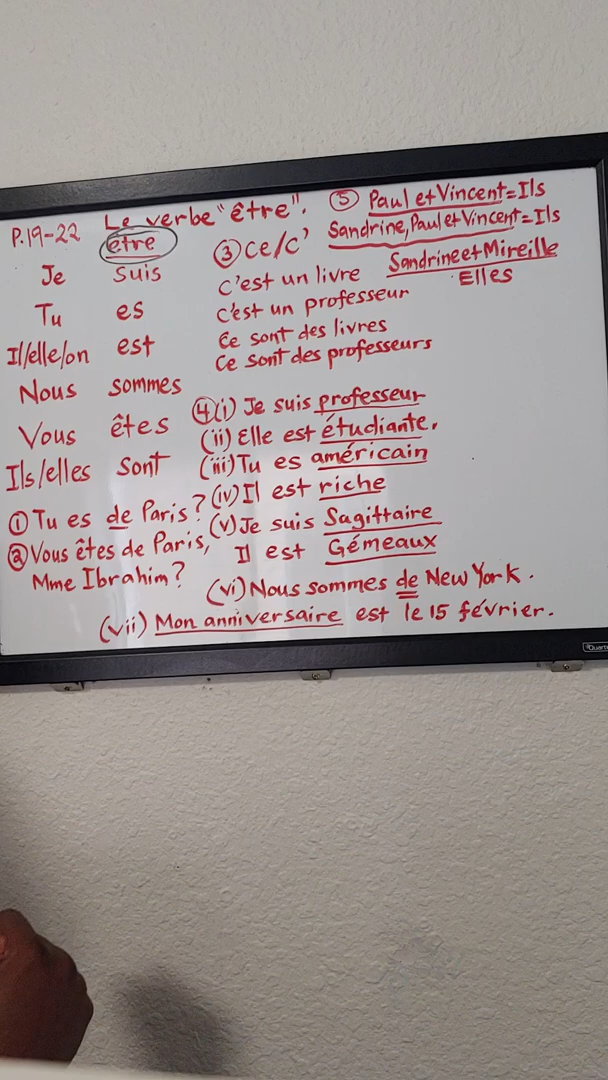 P.19-22 Le verbe "être".
être
Je suis
Tu es
Il/elle/on est
Nous sommes
Vous êtes
Ils/elles sont
① Tu es de Paris?
② Vous êtes de Paris,
Mme Ibrahim?
③ Ce/c'
C'est un livre
C'est un professeur
Ce sont des livres
Ce sont des professeurs
④(i) Je suis professeur
(ii) Elle est étudiante.
(iii) Tu es américain
(iv) Il est riche
(v) Je suis Sagittaire
Il est Gémeaux
(vi) Nous sommes de New York.
(vii) Mon anniversaire est le 15 février.
⑤ Paul et Vincent=Ils
Sandrine, Paul et Vincent=Ils
Sandrine et Mireille
Elles
Quarte